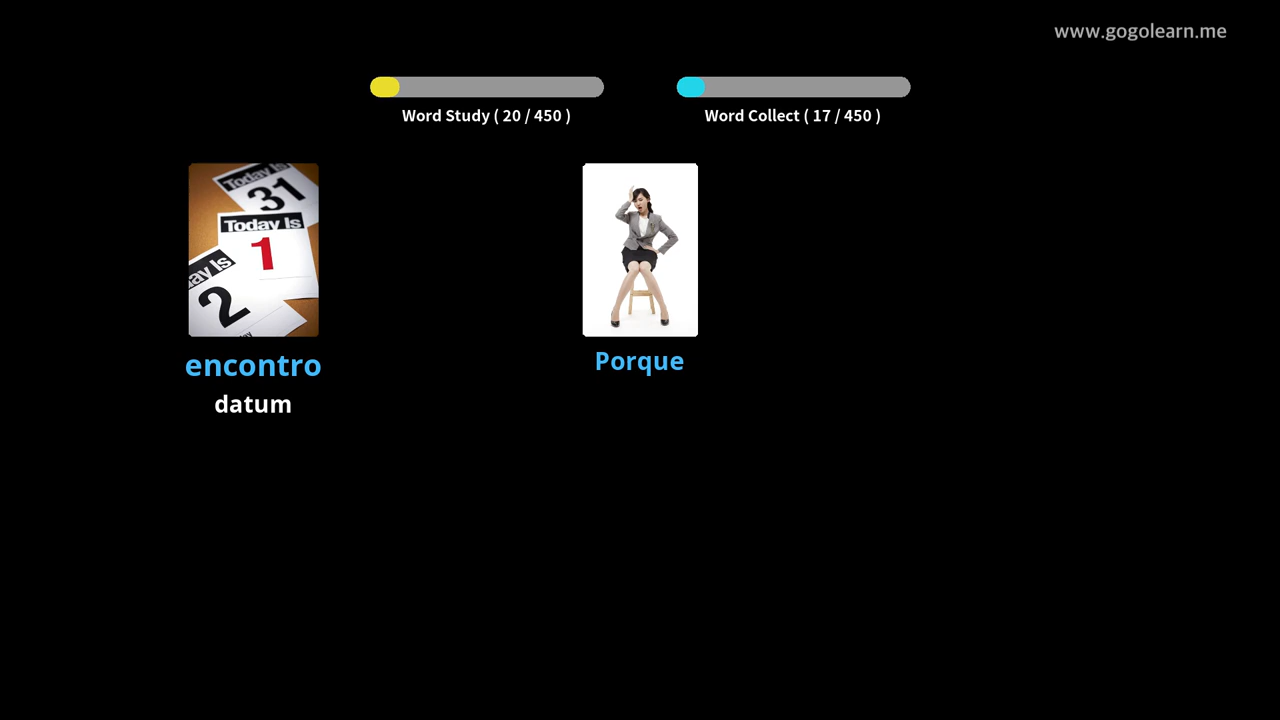 www.gogolearn.me
Word Study ( 20 / 450 )
Word Collect ( 17 / 450 )
Today Is
31
Today Is
1
ay Is
2
encontro
datum
Porque